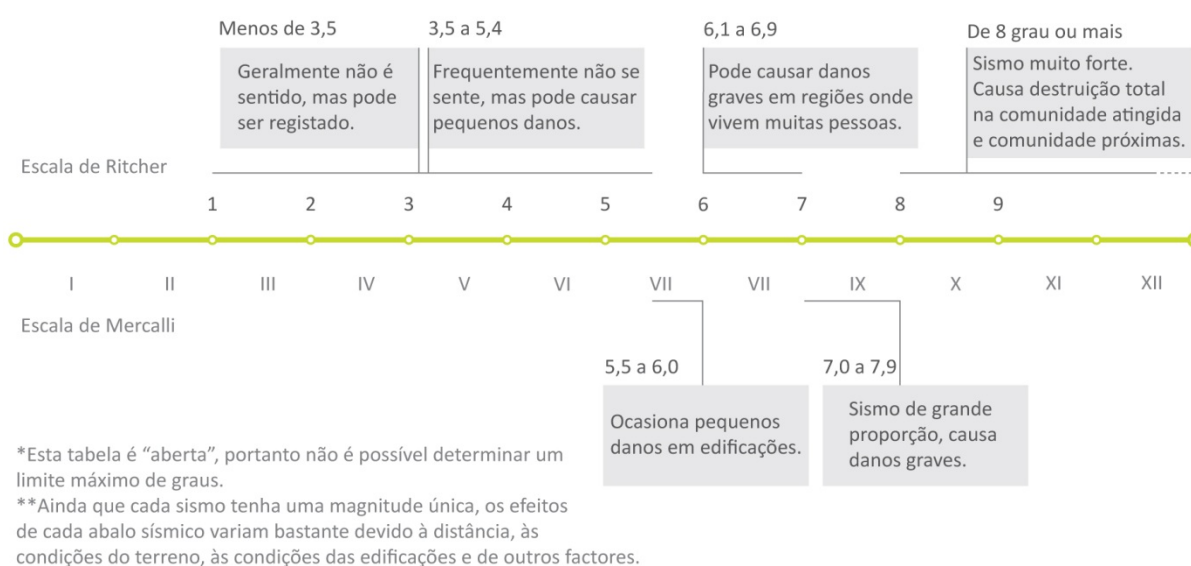 Menos de 3,5
3,5 a 5,4
6,1 a 6,9
De 8 grau ou mais
Geralmente não é
sentido, mas pode
ser registado.
Frequentemente não se
sente, mas pode causar
pequenos danos.
Pode causar danos
graves em regiões onde
vivem muitas pessoas.
Sismo muito forte.
Causa destruição total
na comunidade atingida
e comunidade próximas.
Escala de Ritcher
1 2 3 4 5 6 7 8 9
I II III IV V VI VII VII IX X XI XII
Escala de Mercalli
5,5 a 6,0
7,0 a 7,9
Ocasiona pequenos
danos em edificações.
Sismo de grande
proporção, causa
danos graves.
*Esta tabela é “aberta”, portanto não é possível determinar um
limite máximo de graus.
**Ainda que cada sismo tenha uma magnitude única, os efeitos
de cada abalo sísmico variam bastante devido à distância, às
condições do terreno, às condições das edificações e de outros factores.